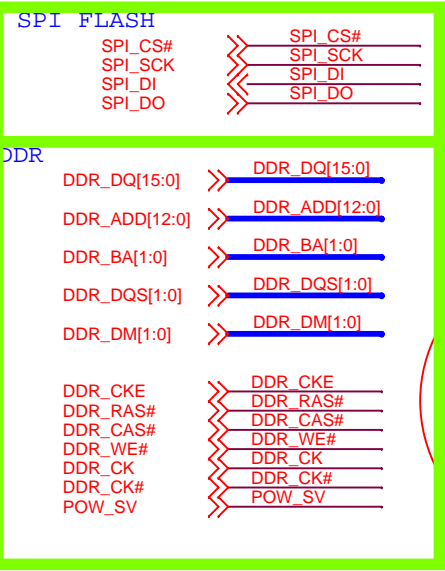 SPI FLASH
SPI_CS# SPI_CS#
SPI_SCK SPI_SCK
SPI_DI SPI_DI
SPI_DO SPI_DO
DDR
DDR_DQ[15:0] DDR_DQ[15:0]
DDR_ADD[12:0] DDR_ADD[12:0]
DDR_BA[1:0] DDR_BA[1:0]
DDR_DQS[1:0] DDR_DQS[1:0]
DDR_DM[1:0] DDR_DM[1:0]
DDR_CKE DDR_CKE
DDR_RAS# DDR_RAS#
DDR_CAS# DDR_CAS#
DDR_WE# DDR_WE#
DDR_CK DDR_CK
DDR_CK# DDR_CK#
POW_SV POW_SV